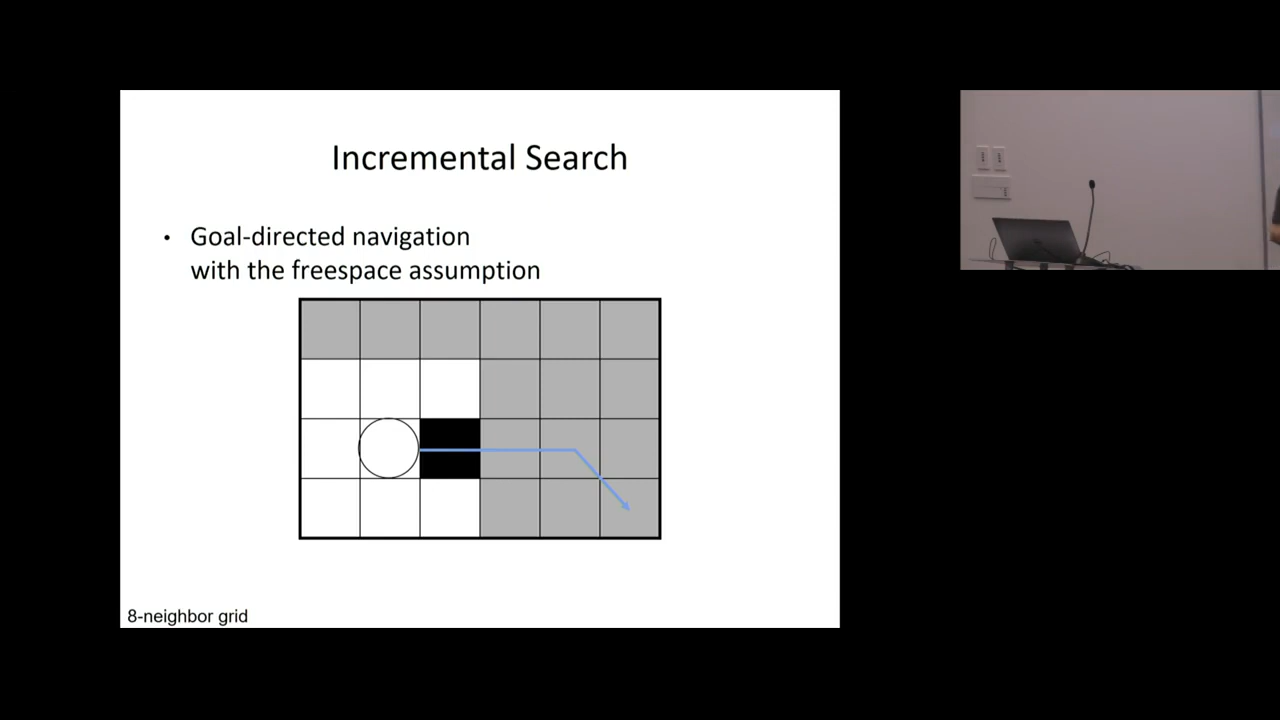 Incremental Search
• Goal-directed navigation
with the freespace assumption
8-neighbor grid